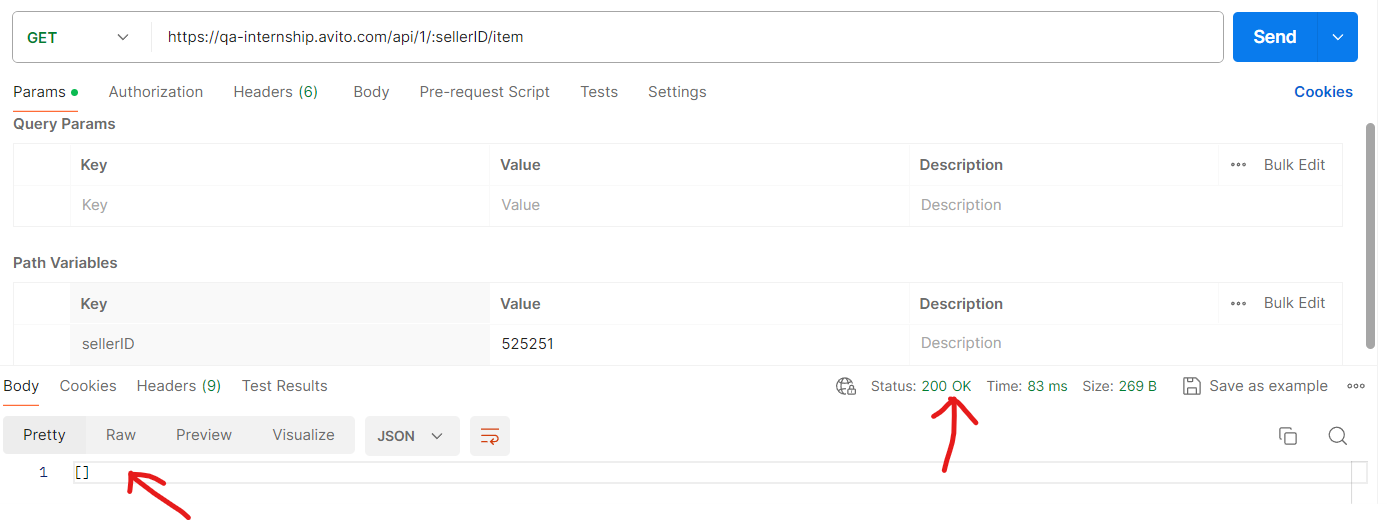 GET https://qa-internship.avito.com/api/1/:sellerID/item Send
Params Authorization Headers (6) Body Pre-request Script Tests Settings Cookies
Query Params
Key Value Description ••• Bulk Edit
Key Value Description
Path Variables
Key Value Description ••• Bulk Edit
sellerID 525251 Description
Body Cookies Headers (9) Test Results Status: 200 OK Time: 83 ms Size: 269 B Save as example •••
Pretty Raw Preview Visualize JSON
1 []